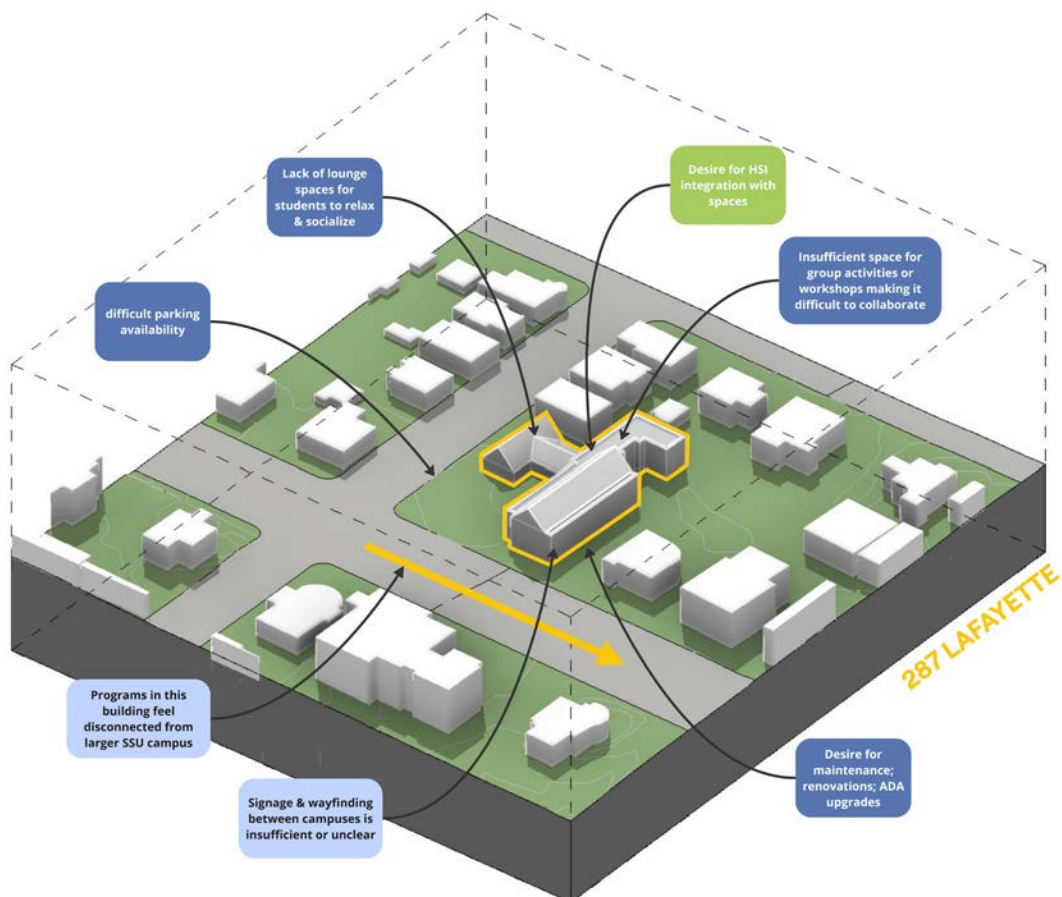 Lack of lounge
spaces for
students to relax
& socialize
Desire for HSI
integration with
spaces
Insufficient space for
group activities or
workshops making it
difficult to collaborate
difficult parking
availability
287 LAFAYETTE
Programs in this
building feel
disconnected from
larger SSU campus
Signage & wayfinding
between campuses is
insufficient or unclear
Desire for
maintenance;
renovations; ADA
upgrades